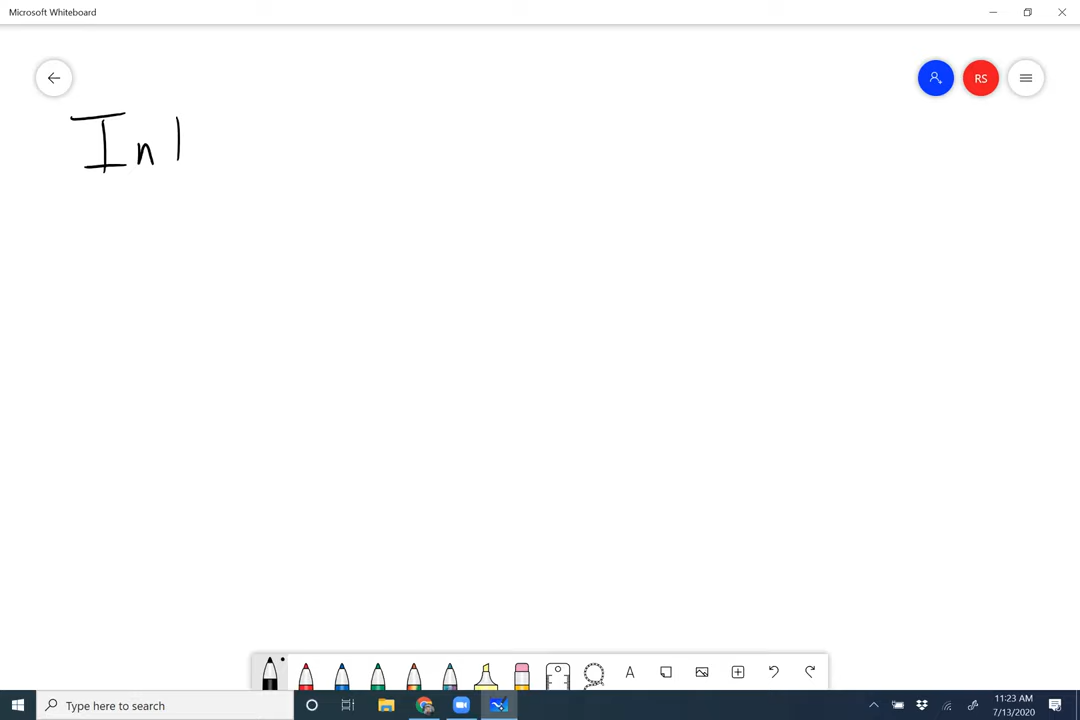 Microsoft Whiteboard
RS
In
A
Type here to search
11:23 AM
7/13/2020